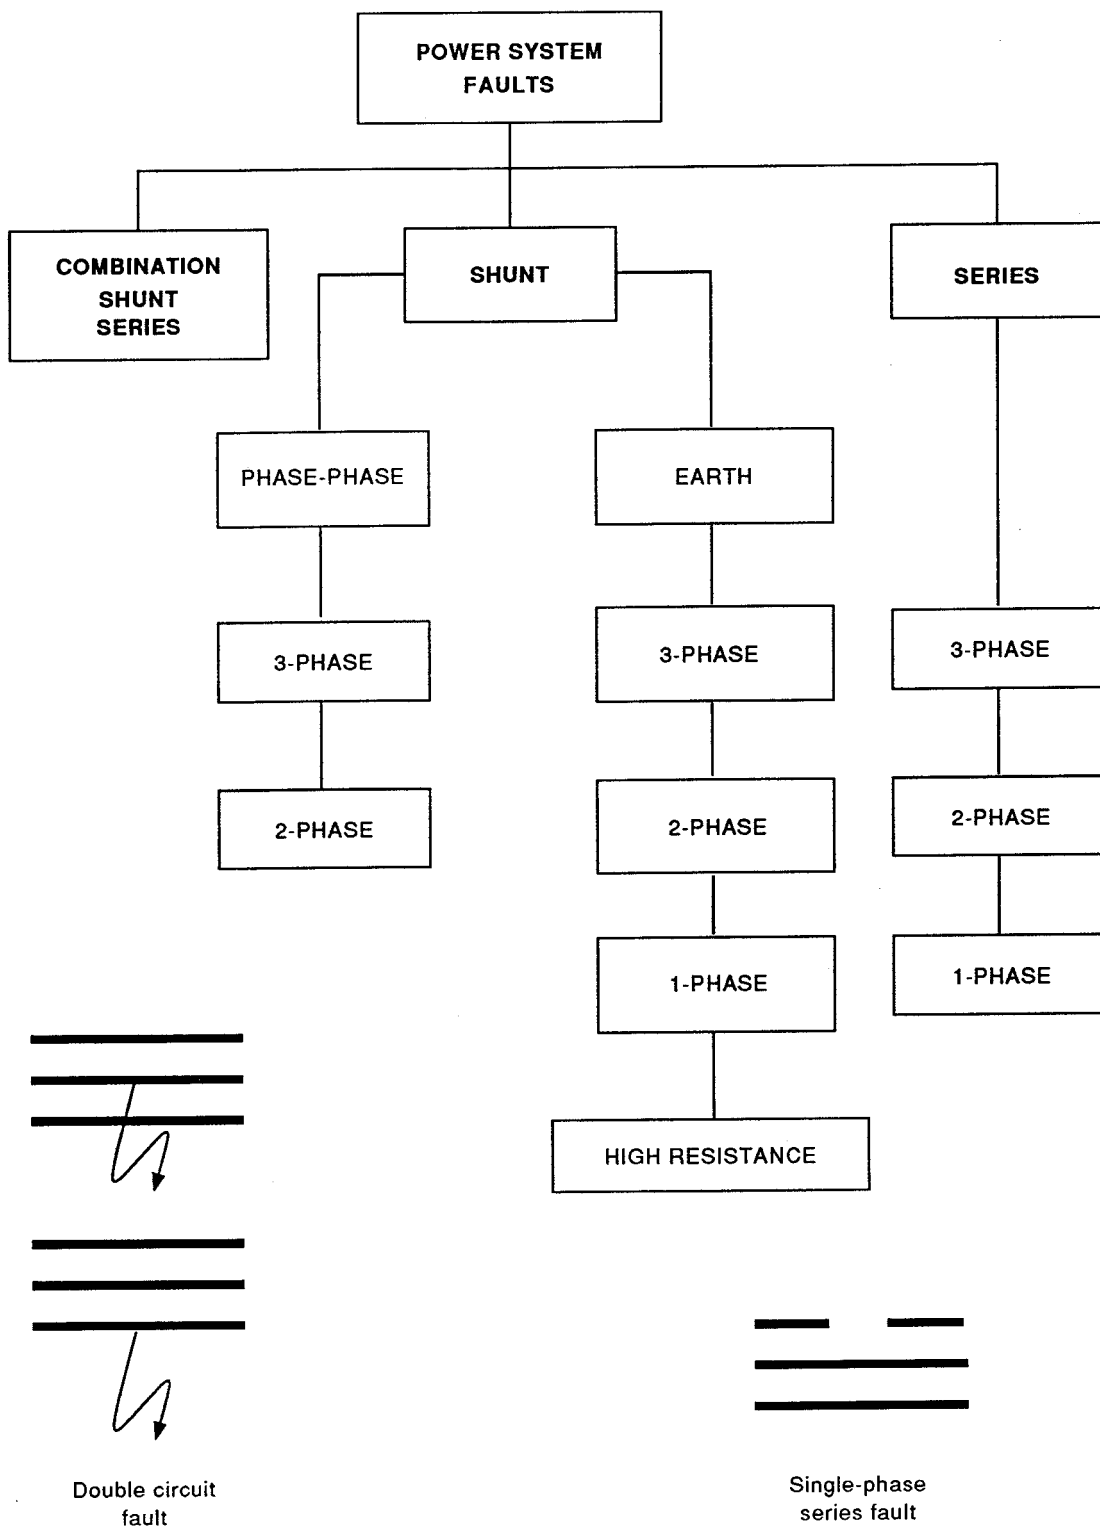 POWER SYSTEM
FAULTS
COMBINATION
SHUNT
SERIES
SHUNT
SERIES
PHASE-PHASE
EARTH
3-PHASE
3-PHASE
3-PHASE
2-PHASE
2-PHASE
2-PHASE
1-PHASE
1-PHASE
HIGH RESISTANCE
Double circuit
fault
Single-phase
series fault